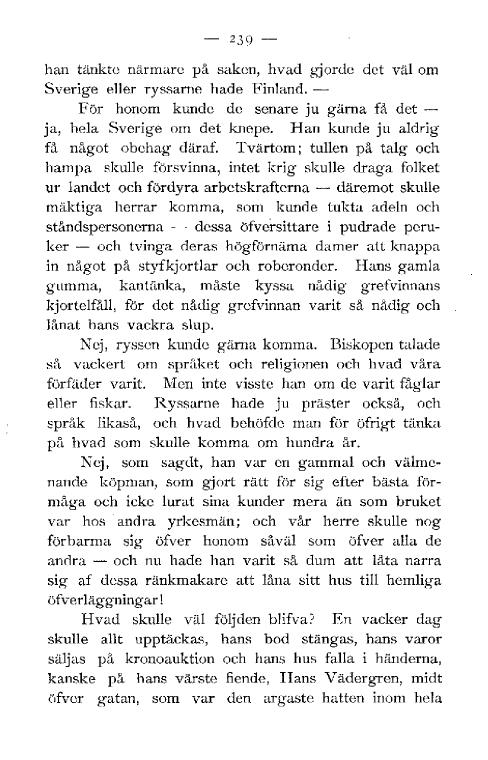 — 239 —
han tänkte närmare på saken, hvad gjorde det väl om
Sverige eller ryssarne hade Finland. —
För honom kunde de senare ju gärna få det —
ja, hela Sverige om det knepe. Han kunde ju aldrig
få något obehag däraf. Tvärtom; tullen på talg och
hampa skulle försvinna, intet krig skulle draga folket
ur landet och fördyra arbetskrafterna — däremot skulle
mäktiga herrar komma, som kunde tukta adeln och
ståndspersonerna - - dessa öfversittare i pudrade peru-
ker — och tvinga deras högförnäma damer att knappa
in något på styfkjortlar och roberonder. Hans gamla
gumma, kantänka, måste kyssa nådig grefvinnans
kjortelfåll, för det nådig grefvinnan varit så nådig och
lånat hans vackra slup.
Nej, ryssen kunde gärna komma. Biskopen talade
så vackert om språket och religionen och hvad våra
förfäder varit. Men inte visste han om de varit fåglar
eller fiskar. Ryssarne hade ju präster också, och
språk likaså, och hvad behöfde man för öfrigt tänka
på hvad som skulle komma om hundra år.
Nej, som sagdt, han var en gammal och välme-
nande köpman, som gjort rätt för sig efter bästa för-
måga och icke lurat sina kunder mera än som bruket
var hos andra yrkesmän; och vår herre skulle nog
förbarma sig öfver honom såväl som öfver alla de
andra — och nu hade han varit så dum att låta narra
sig af dessa ränkmakare att låna sitt hus till hemliga
öfverläggningar!
Hvad skulle väl följden blifva? En vacker dag
skulle allt upptäckas, hans bod stängas, hans varor
säljas på kronoauktion och hans hus falla i händerna,
kanske på hans värste fiende, Hans Vädergren, midt
öfver gatan, som var den argaste hatten inom hela